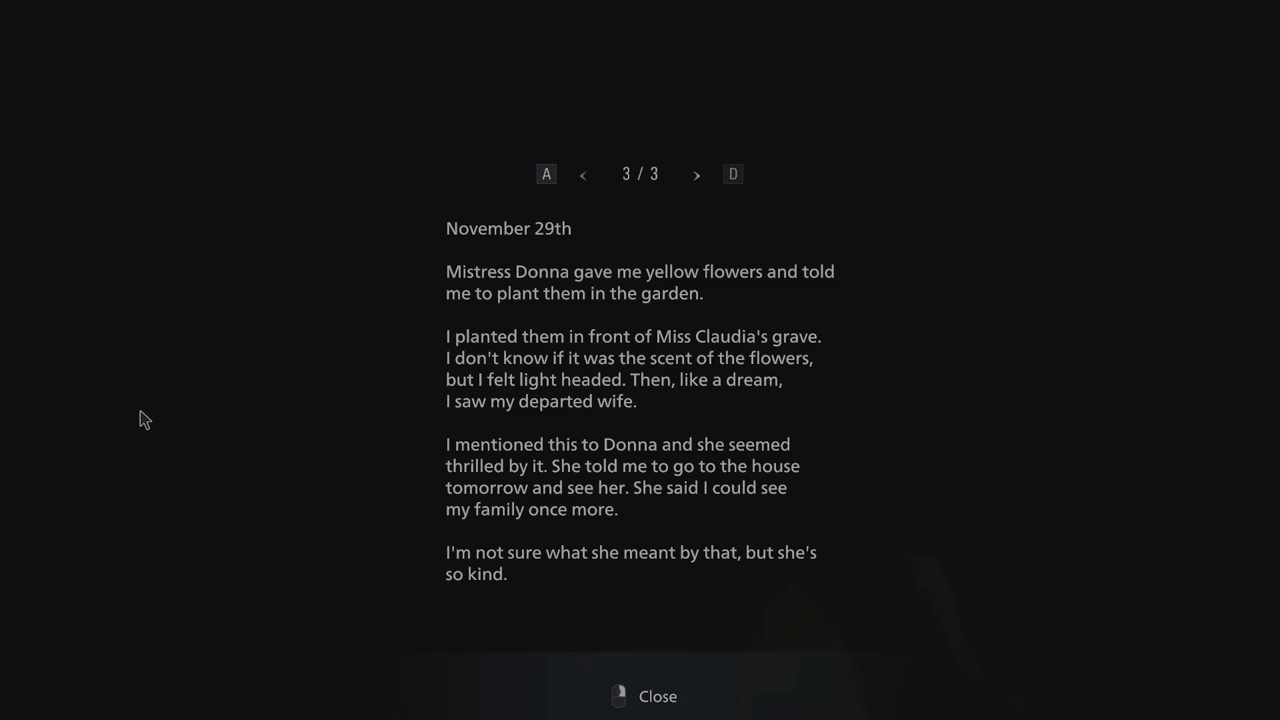 A < 3 / 3 > D
November 29th
Mistress Donna gave me yellow flowers and told
me to plant them in the garden.
I planted them in front of Miss Claudia's grave.
I don't know if it was the scent of the flowers,
but I felt light headed. Then, like a dream,
I saw my departed wife.
I mentioned this to Donna and she seemed
thrilled by it. She told me to go to the house
tomorrow and see her. She said I could see
my family once more.
I'm not sure what she meant by that, but she's
so kind.
Close